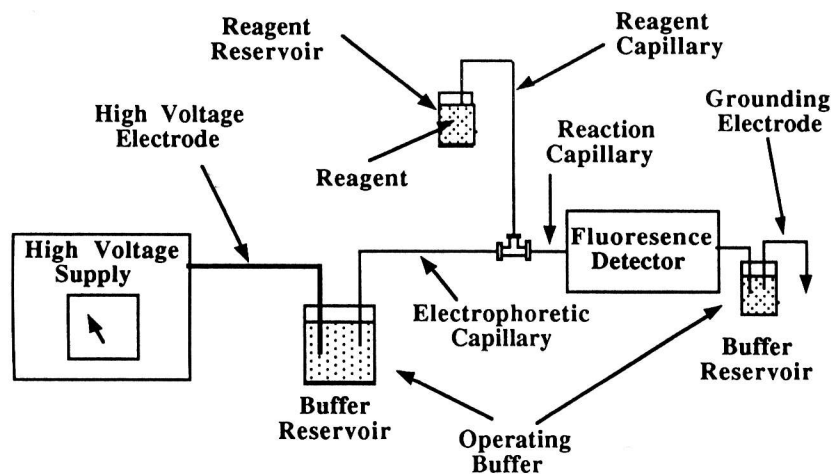 Reagent
Reservoir
Reagent
Capillary
High Voltage
Electrode
Grounding
Electrode
Reaction
Capillary
Reagent
High Voltage
Supply
Fluoresence
Detector
Electrophoretic
Capillary
Buffer
Reservoir
Buffer
Reservoir
Operating
Buffer